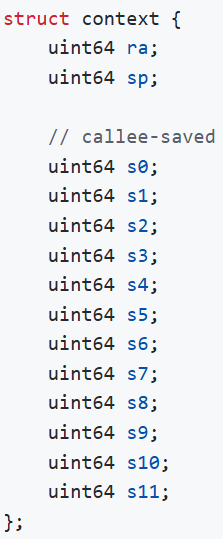 struct context {
    uint64 ra;
    uint64 sp;

    // callee-saved
    uint64 s0;
    uint64 s1;
    uint64 s2;
    uint64 s3;
    uint64 s4;
    uint64 s5;
    uint64 s6;
    uint64 s7;
    uint64 s8;
    uint64 s9;
    uint64 s10;
    uint64 s11;
};